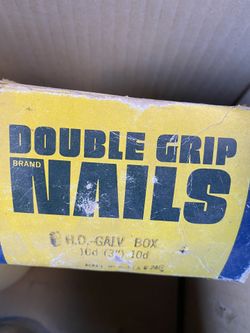 DOUBLE GRIP
BRAND
NAILS
H.O.-GALV BOX
10d (3") 10d